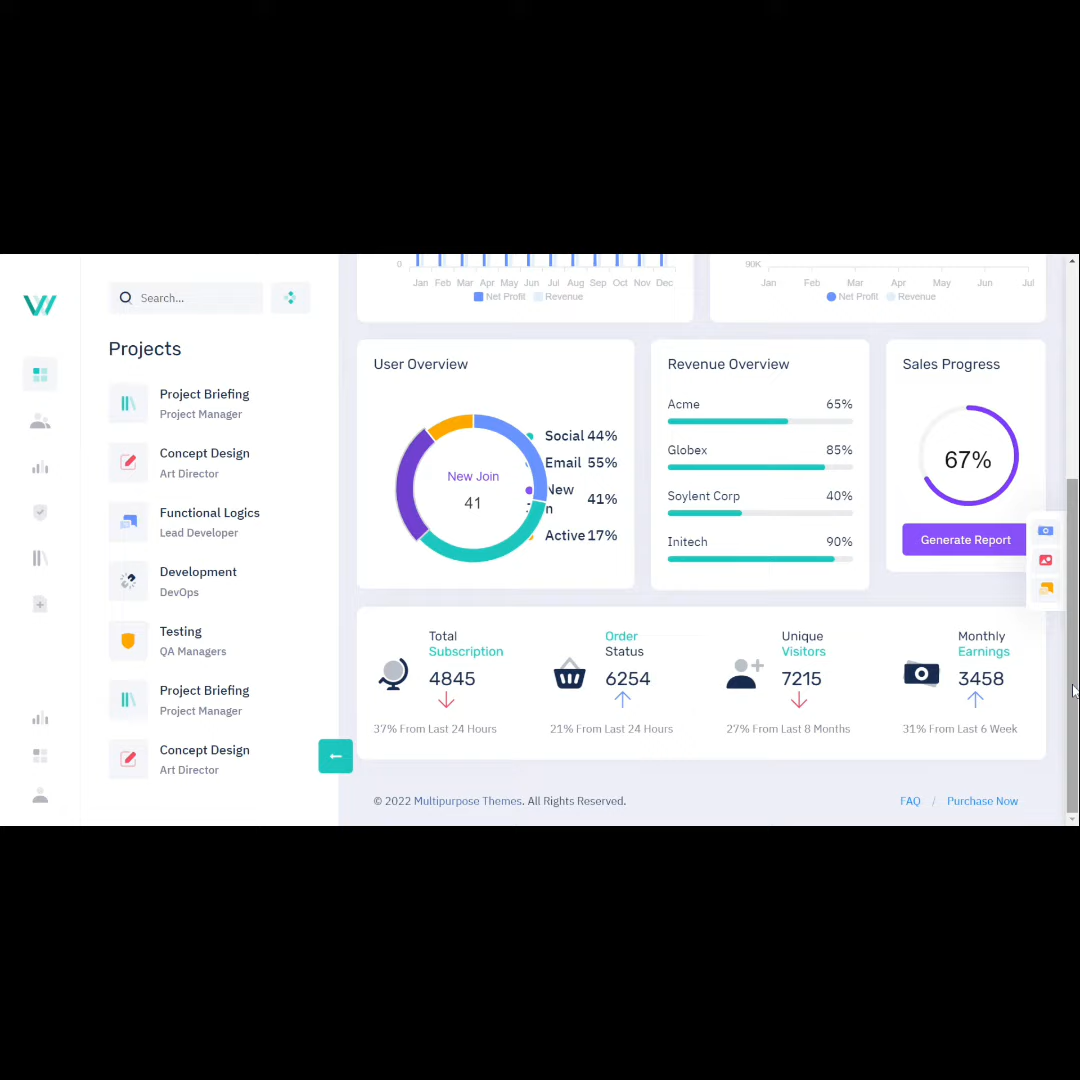 Search...
Projects
Project Briefing
Project Manager
Concept Design
Art Director
Functional Logics
Lead Developer
Development
DevOps
Testing
QA Managers
Project Briefing
Project Manager
Concept Design
Art Director
0
Jan Feb Mar Apr May Jun Jul Aug Sep Oct Nov Dec
Net Profit Revenue
90K
Jan Feb Mar Apr May Jun Jul
Net Profit Revenue
User Overview
New Join
41
Social 44%
Email 55%
New
41%
Active 17%
Revenue Overview
Acme 65%
Globex 85%
Soylent Corp 40%
Initech 90%
Sales Progress
67%
Generate Report
Total
Subscription
4845
37% From Last 24 Hours
Order
Status
6254
21% From Last 24 Hours
Unique
Visitors
7215
27% From Last 8 Months
Monthly
Earnings
3458
31% From Last 6 Week
© 2022 Multipurpose Themes. All Rights Reserved.
FAQ / Purchase Now